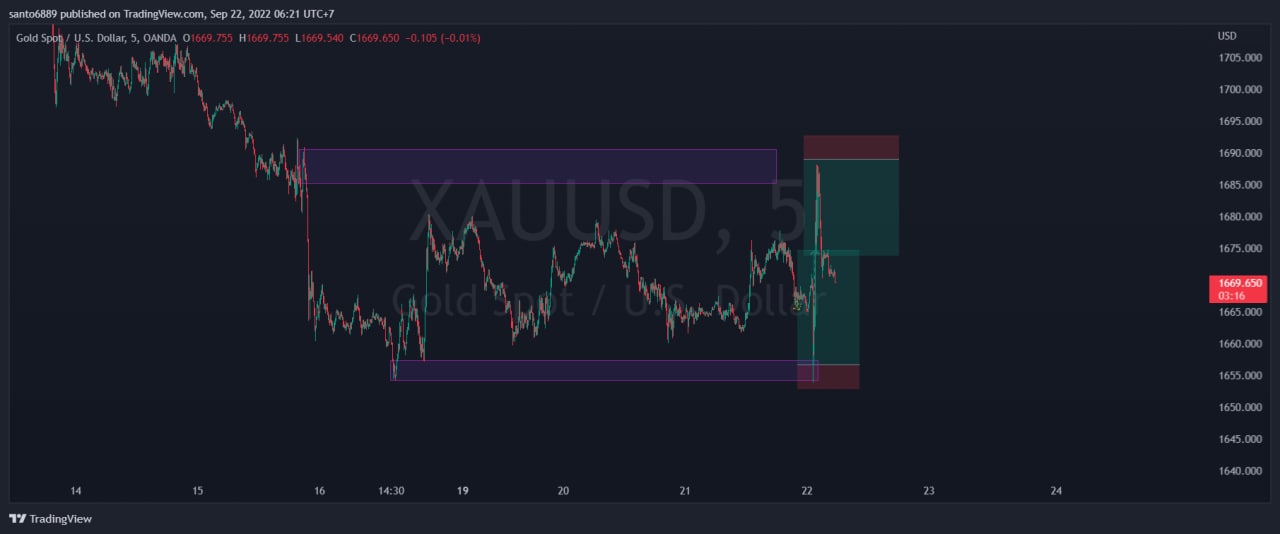 santo6889 published on TradingView.com, Sep 22, 2022 06:21 UTC+7
Gold Spot / U.S. Dollar, 5, OANDA O1669.755 H1669.755 L1669.540 C1669.650 −0.105 (−0.01%)
USD
1705.000
1700.000
1695.000
1690.000
1685.000
1680.000
1675.000
1669.650
03:16
1665.000
1660.000
1655.000
1650.000
1645.000
1640.000
XAUUSD, 5
Gold Spot / U.S. Dollar
14 15 16 14:30 19 20 21 22 23 24
TradingView